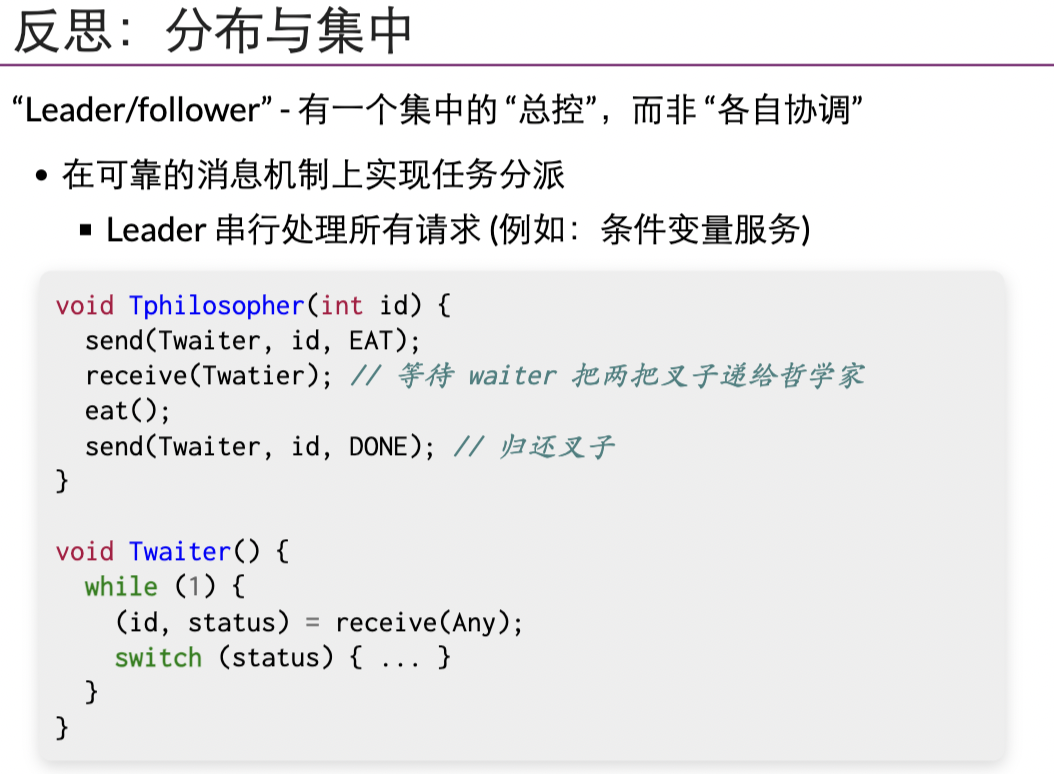 反思：分布与集中
“Leader/follower” - 有一个集中的 “总控”，而非 “各自协调”
• 在可靠的消息机制上实现任务分派
▪ Leader 串行处理所有请求 (例如：条件变量服务)
void Tphilosopher(int id) {
  send(Twaiter, id, EAT);
  receive(Twatier); // 等待 waiter 把两把叉子递给哲学家
  eat();
  send(Twaiter, id, DONE); // 归还叉子
}
void Twaiter() {
  while (1) {
    (id, status) = receive(Any);
    switch (status) { ... }
  }
}